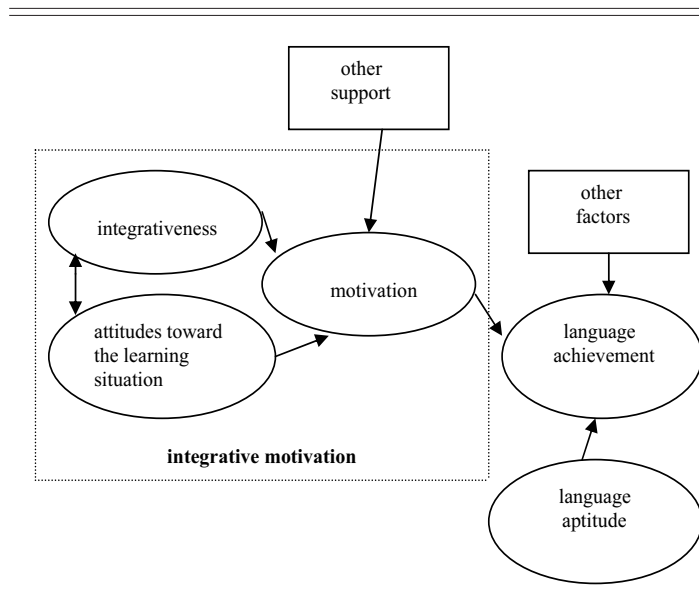 other
support
other
factors
integrativeness
motivation
attitudes toward
the learning
situation
language
achievement
integrative motivation
language
aptitude